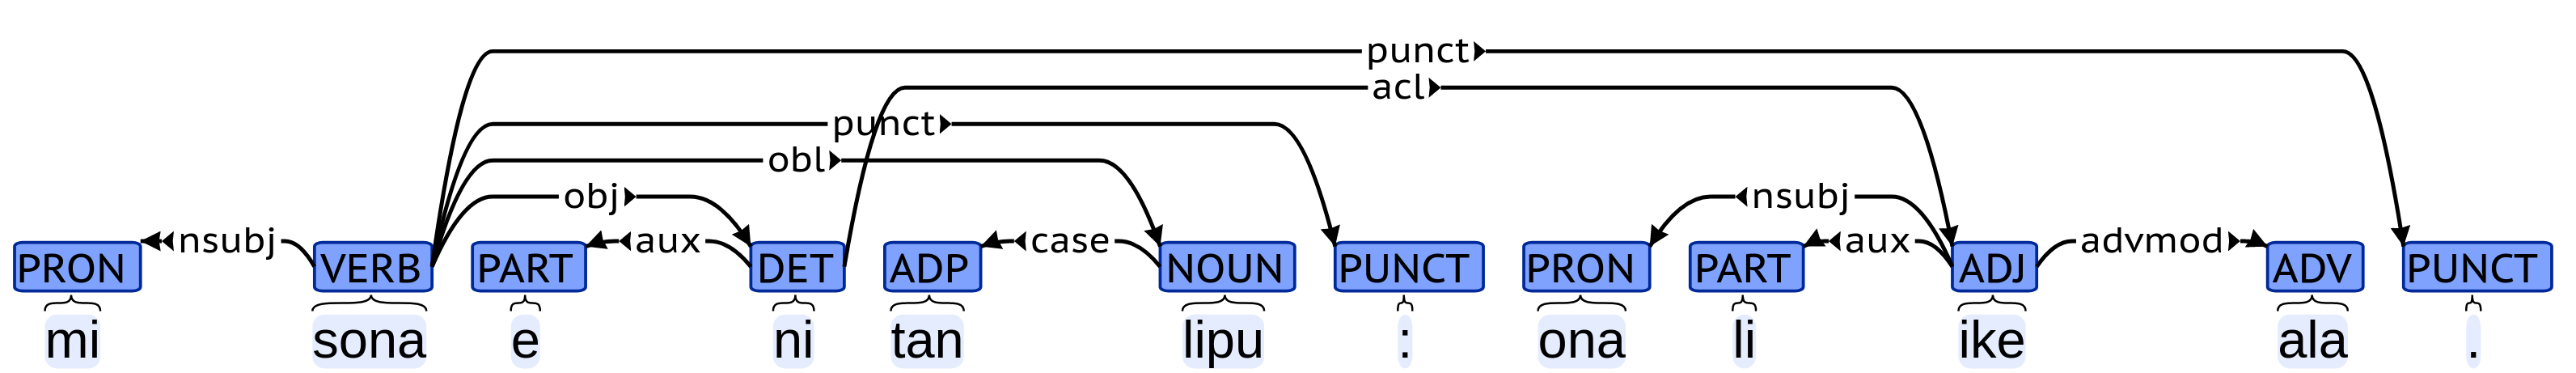 punct
acl
punct
obl
obj nsubj
nsubj aux case aux advmod
PRON VERB PART DET ADP NOUN PUNCT PRON PART ADJ ADV PUNCT
mi sona e ni tan lipu : ona li ike ala .